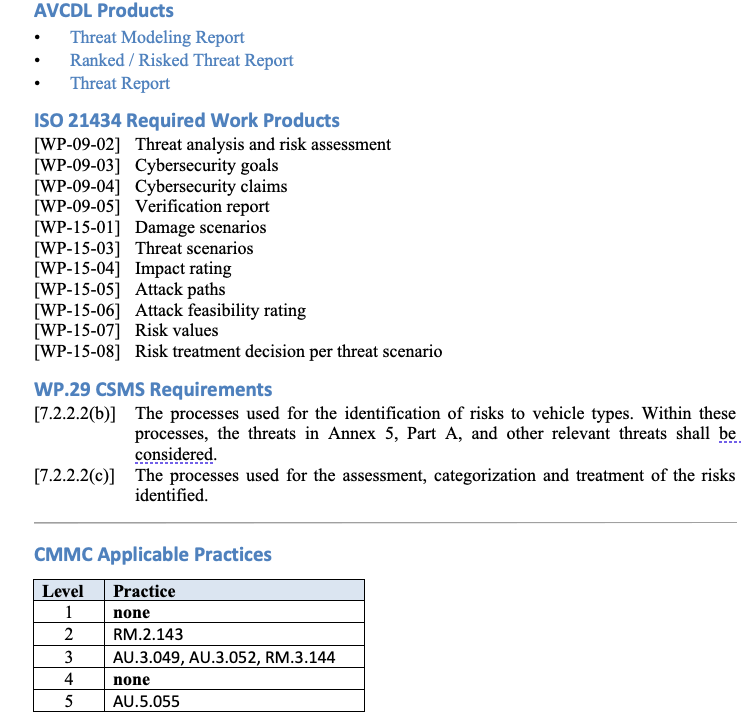 AVCDL Products
• Threat Modeling Report
• Ranked / Risked Threat Report
• Threat Report
ISO 21434 Required Work Products
[WP-09-02] Threat analysis and risk assessment
[WP-09-03] Cybersecurity goals
[WP-09-04] Cybersecurity claims
[WP-09-05] Verification report
[WP-15-01] Damage scenarios
[WP-15-03] Threat scenarios
[WP-15-04] Impact rating
[WP-15-05] Attack paths
[WP-15-06] Attack feasibility rating
[WP-15-07] Risk values
[WP-15-08] Risk treatment decision per threat scenario
WP.29 CSMS Requirements
[7.2.2.2(b)] The processes used for the identification of risks to vehicle types. Within these
processes, the threats in Annex 5, Part A, and other relevant threats shall be
considered.
[7.2.2.2(c)] The processes used for the assessment, categorization and treatment of the risks
identified.
CMMC Applicable Practices
Level Practice
1 none
2 RM.2.143
3 AU.3.049, AU.3.052, RM.3.144
4 none
5 AU.5.055